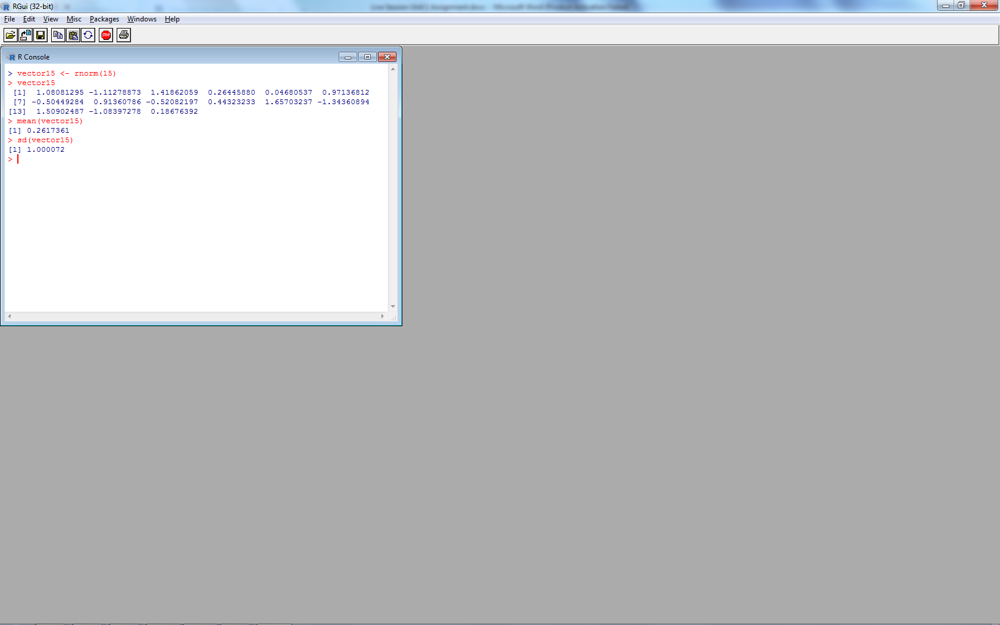 RGui (32-bit)
File Edit View Misc Packages Windows Help
STOP
R Console
> vector15 <- rnorm(15)
> vector15
 [1]  1.08081295 -1.11278873  1.41862059  0.26445880  0.04680537  0.97136812
 [7] -0.50449284  0.91360786 -0.52082197  0.44323233  1.65703237 -1.34360894
[13]  1.50902487 -1.08397278  0.18676392
> mean(vector15)
[1] 0.2617361
> sd(vector15)
[1] 1.000072
>